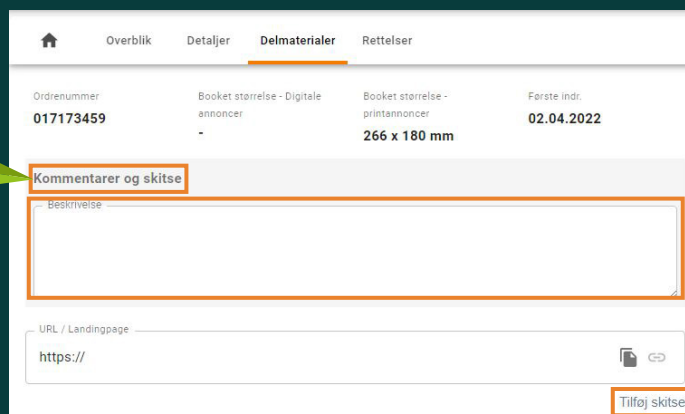 Overblik Detaljer Delmaterialer Rettelser
Ordrenummer
017173459
Booket størrelse - Digitale
annoncer
-
Booket størrelse -
printannoncer
266 x 180 mm
Første indr.
02.04.2022
Kommentarer og skitse
Beskrivelse
URL / Landingpage
https://
Tilføj skitse